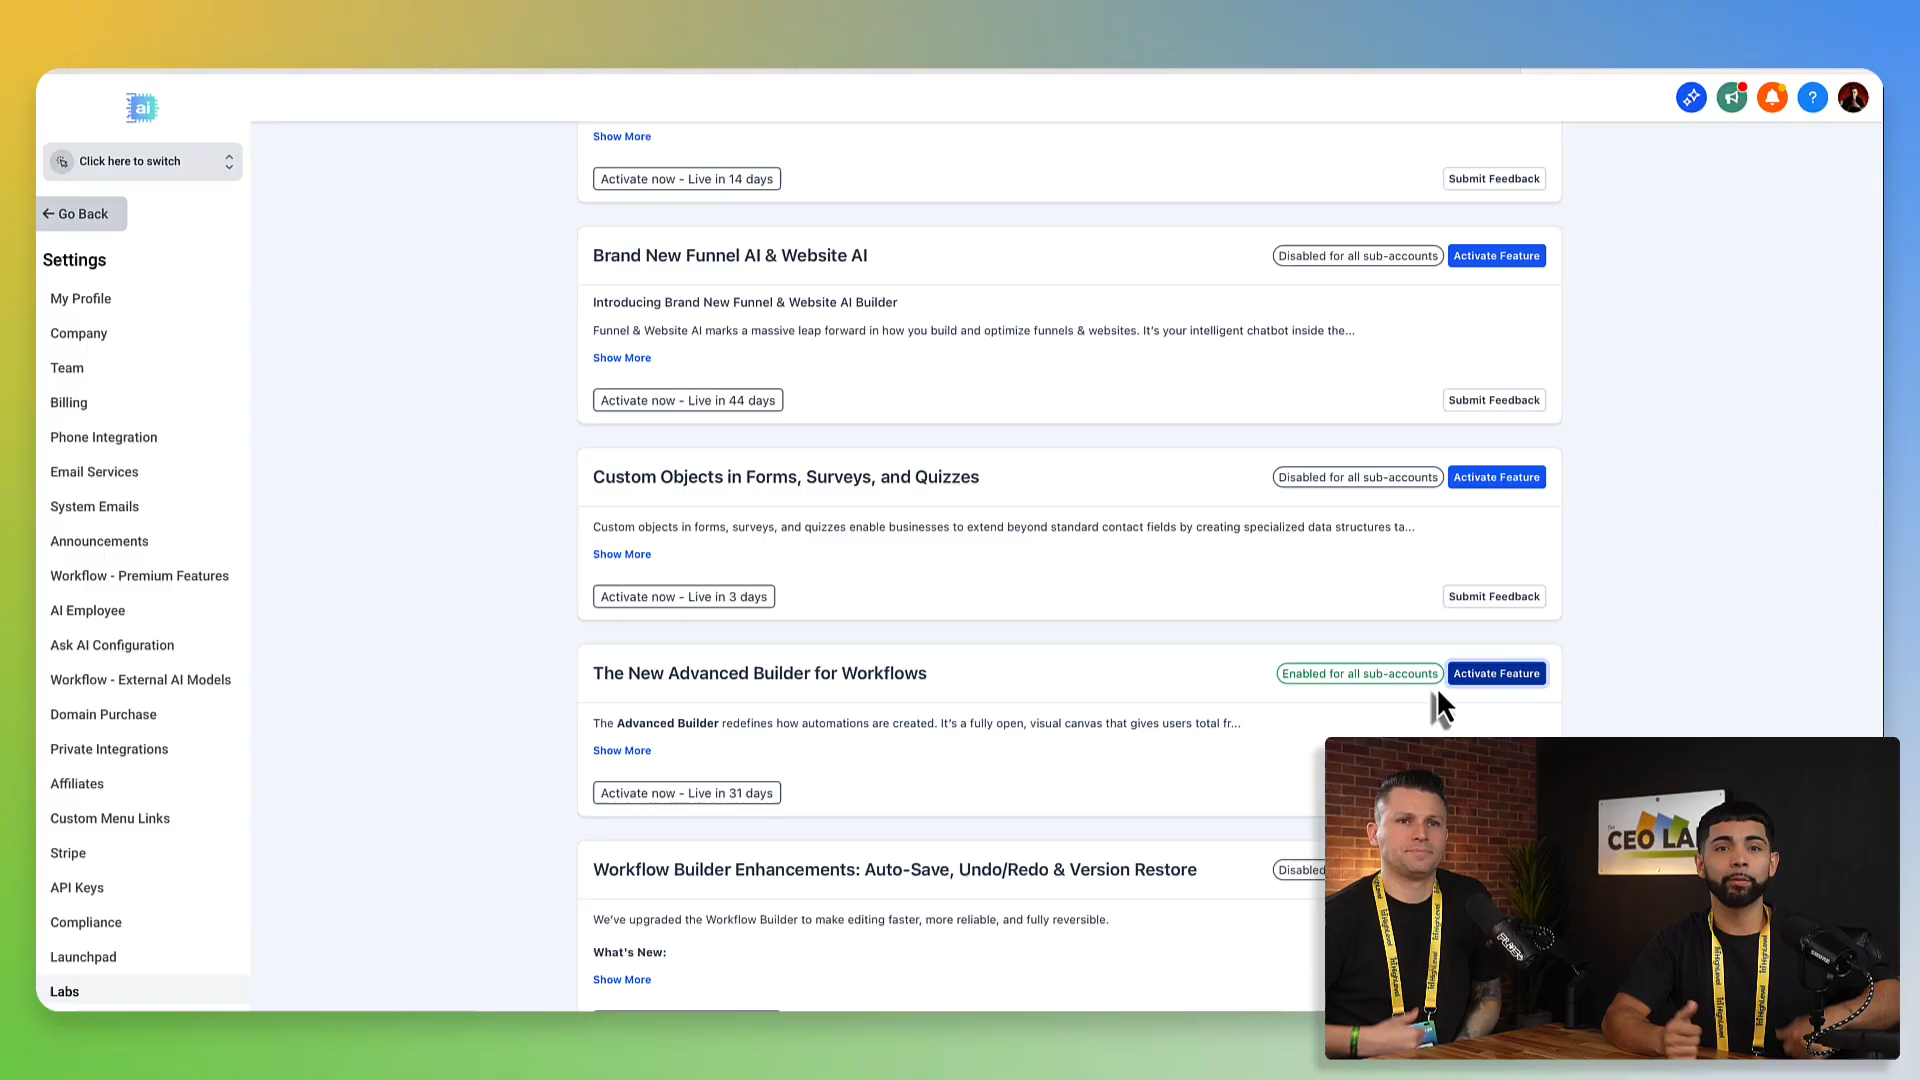 ai
Click here to switch
Go Back
Settings
My Profile
Company
Team
Billing
Phone Integration
Email Services
System Emails
Announcements
Workflow - Premium Features
AI Employee
Ask AI Configuration
Workflow - External AI Models
Domain Purchase
Private Integrations
Affiliates
Custom Menu Links
Stripe
API Keys
Compliance
Launchpad
Labs
?
Show More
Activate now - Live in 14 days
Submit Feedback
Brand New Funnel AI & Website AI
Disabled for all sub-accounts
Activate Feature
Introducing Brand New Funnel & Website AI Builder
Funnel & Website AI marks a massive leap forward in how you build and optimize funnels & websites. It's your intelligent chatbot inside the...
Show More
Activate now - Live in 44 days
Submit Feedback
Custom Objects in Forms, Surveys, and Quizzes
Disabled for all sub-accounts
Activate Feature
Custom objects in forms, surveys, and quizzes enable businesses to extend beyond standard contact fields by creating specialized data structures ta...
Show More
Activate now - Live in 3 days
Submit Feedback
The New Advanced Builder for Workflows
Enabled for all sub-accounts
Activate Feature
The Advanced Builder redefines how automations are created. It's a fully open, visual canvas that gives users total fr...
Show More
Activate now - Live in 31 days
Workflow Builder Enhancements: Auto-Save, Undo/Redo & Version Restore
Disabled
We've upgraded the Workflow Builder to make editing faster, more reliable, and fully reversible.
What's New:
Show More
The
CEO LA
HighLevel
HighLevel
HighLevel
HighLevel
SHURE